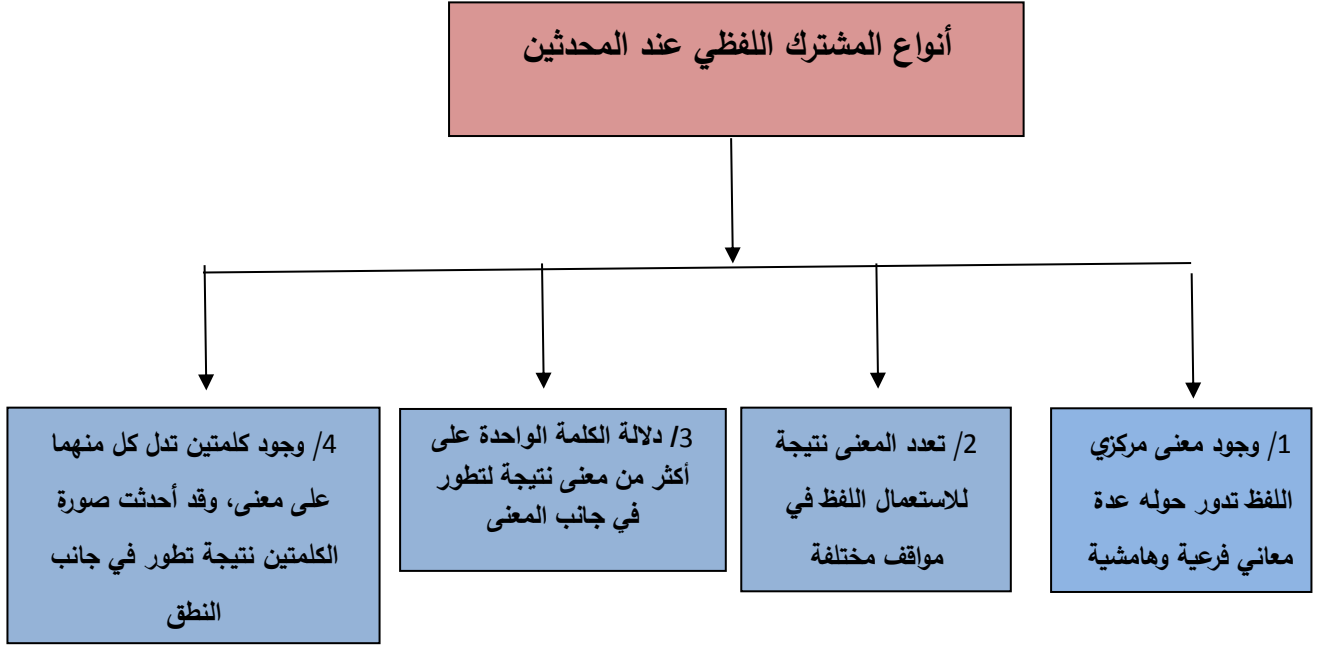 أنواع المشترك اللفظي عند المحدثين
1/ وجود معنى مركزي
اللفظ تدور حوله عدة
معاني فرعية وهامشية
2/ تعدد المعنى نتيجة
للاستعمال اللفظ في
مواقف مختلفة
3/ دلالة الكلمة الواحدة على
أكثر من معنى نتيجة لتطور
في جانب المعنى
4/ وجود كلمتين تدل كل منهما
على معنى، وقد أحدثت صورة
الكلمتين نتيجة تطور في جانب
النطق